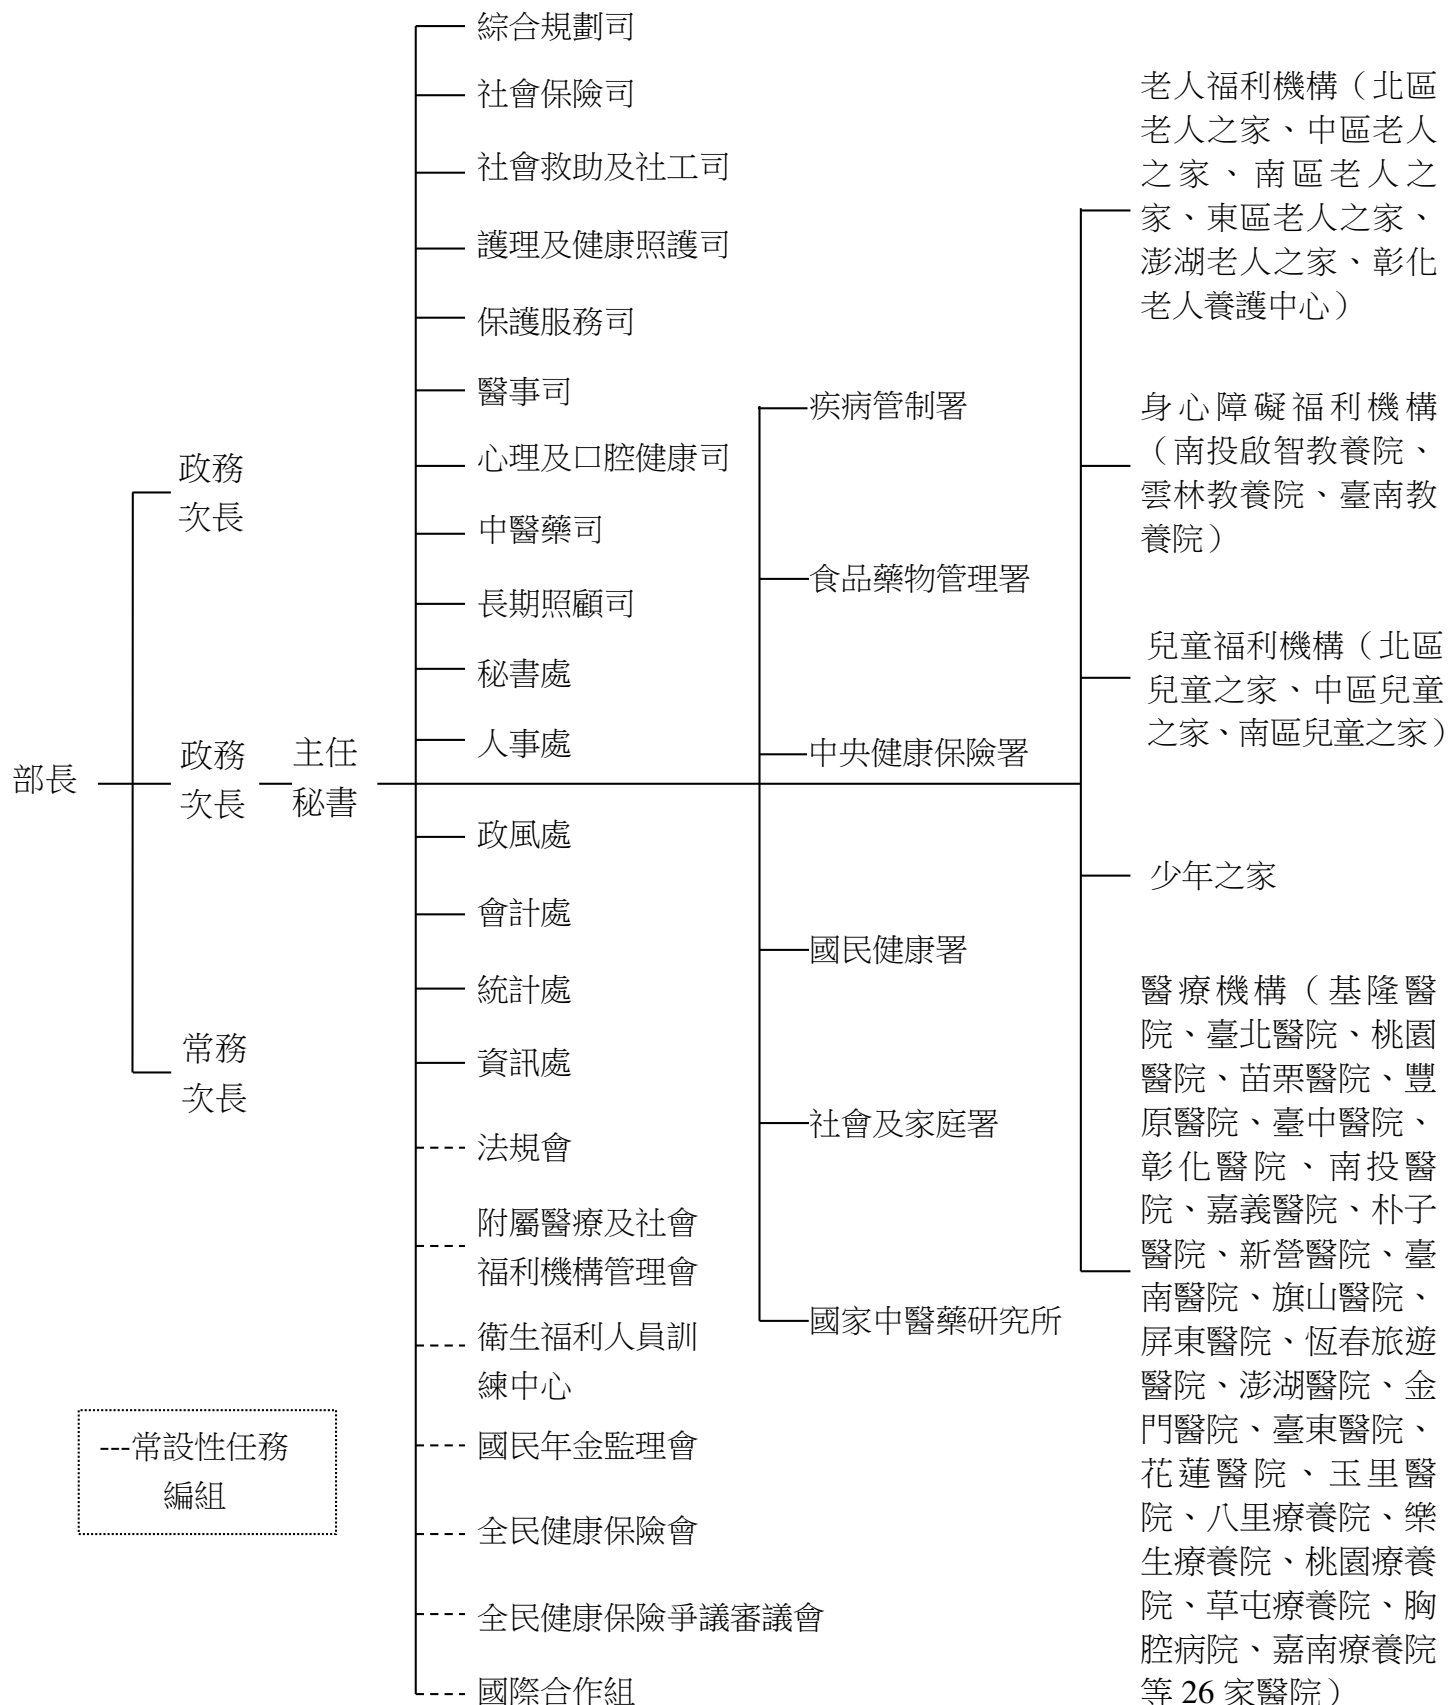 部長
政務
次長
政務
次長
常務
次長
主任
秘書
綜合規劃司
社會保險司
社會救助及社工司
護理及健康照護司
保護服務司
醫事司
心理及口腔健康司
中醫藥司
長期照顧司
秘書處
人事處
政風處
會計處
統計處
資訊處
法規會
附屬醫療及社會
福利機構管理會
衛生福利人員訓
練中心
國民年金監理會
全民健康保險會
全民健康保險爭議審議會
國際合作組
疾病管制署
食品藥物管理署
中央健康保險署
國民健康署
社會及家庭署
國家中醫藥研究所
老人福利機構（北區
老人之家、中區老人
之家、南區老人之
家、東區老人之家、
澎湖老人之家、彰化
老人養護中心）
身心障礙福利機構
（南投啟智教養院、
雲林教養院、臺南教
養院）
兒童福利機構（北區
兒童之家、中區兒童
之家、南區兒童之家）
少年之家
醫療機構（基隆醫
院、臺北醫院、桃園
醫院、苗栗醫院、豐
原醫院、臺中醫院、
彰化醫院、南投醫
院、嘉義醫院、朴子
醫院、新營醫院、臺
南醫院、旗山醫院、
屏東醫院、恆春旅遊
醫院、澎湖醫院、金
門醫院、臺東醫院、
花蓮醫院、玉里醫
院、八里療養院、樂
生療養院、桃園療養
院、草屯療養院、胸
腔病院、嘉南療養院
等 26 家醫院）
---常設性任務
編組